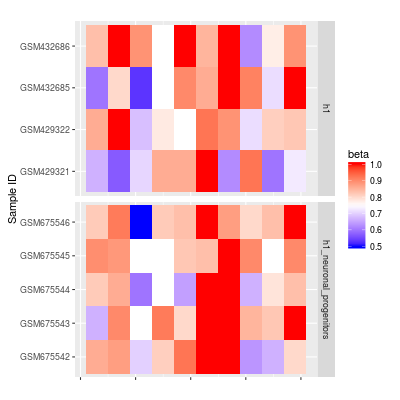 GSM432686
GSM432685
GSM429322
GSM429321
h1
GSM675546
GSM675545
GSM675544
GSM675543
GSM675542
h1_neuronal_progenitors
Sample ID
beta
1.0
0.9
0.8
0.7
0.6
0.5